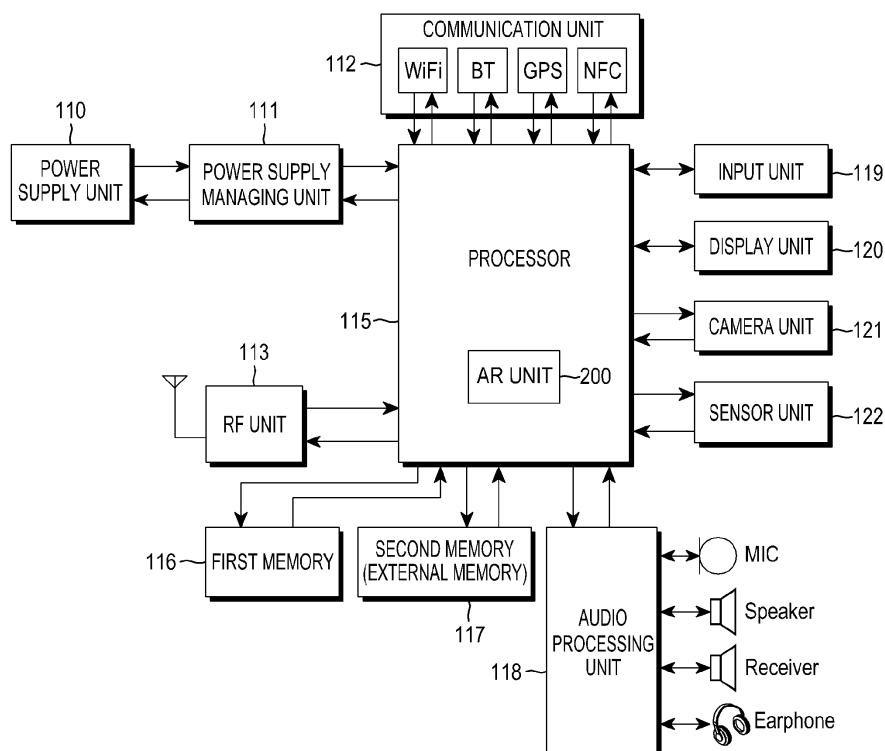 COMMUNICATION UNIT
112
WiFi
BT
GPS
NFC
110
111
POWER
SUPPLY UNIT
POWER SUPPLY
MANAGING UNIT
INPUT UNIT
119
PROCESSOR
DISPLAY UNIT
120
115
CAMERA UNIT
121
113
AR UNIT
200
RF UNIT
SENSOR UNIT
122
116
FIRST MEMORY
SECOND MEMORY
(EXTERNAL MEMORY)
117
MIC
Speaker
AUDIO
PROCESSING
UNIT
118
Receiver
Earphone